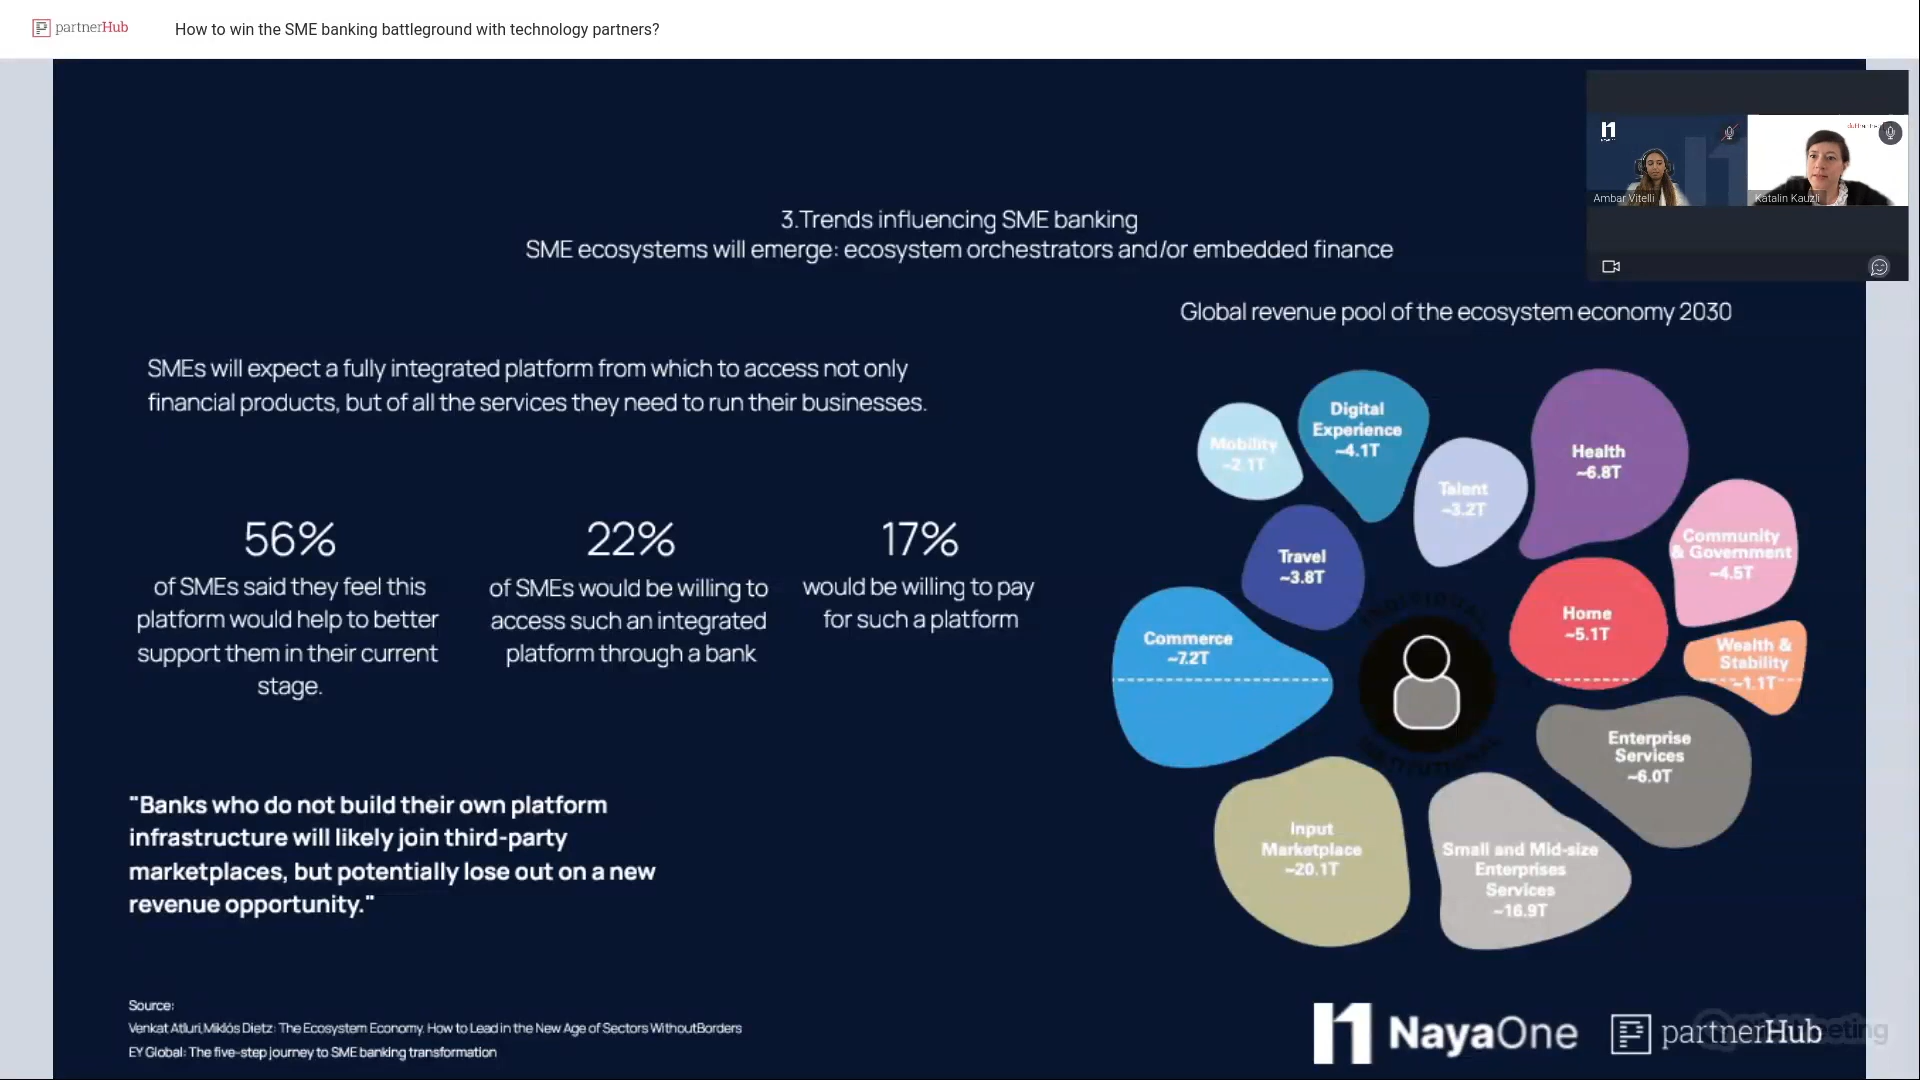 partnerHub
How to win the SME banking battleground with technology partners?
Ambar Vitelli
Katalin Kauzli
3.Trends influencing SME banking
SME ecosystems will emerge: ecosystem orchestrators and/or embedded finance
Global revenue pool of the ecosystem economy 2030
SMEs will expect a fully integrated platform from which to access not only
financial products, but of all the services they need to run their businesses.
56%
of SMEs said they feel this
platform would help to better
support them in their current
stage.
22%
of SMEs would be willing to
access such an integrated
platform through a bank
17%
would be willing to pay
for such a platform
"Banks who do not build their own platform
infrastructure will likely join third-party
marketplaces, but potentially lose out on a new
revenue opportunity."
Mobility
~2.1T
Digital
Experience
~4.1T
Talent
~3.2T
Health
~6.8T
Travel
~3.8T
Community
& Government
~4.5T
Commerce
~7.2T
Home
~5.1T
Wealth &
Stability
~1.1T
Enterprise
Services
~6.0T
Input
Marketplace
~20.1T
Small and Mid-size
Enterprises
Services
~16.9T
Source:
Venkat Atluri,Miklós Dietz: The Ecosystem Economy. How to Lead in the New Age of Sectors WithoutBorders
EY Global: The five-step journey to SME banking transformation
NayaOne
partnerHub